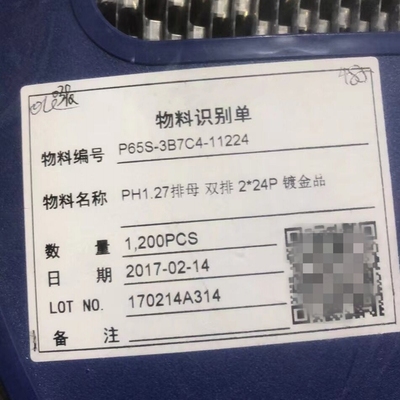 物料识别单
物料编号 P65S-3B7C4-11224
物料名称 PH1.27排母 双排 2*24P 镀金品
数量 1,200PCS
日期 2017-02-14
LOT NO. 170214A314
备注